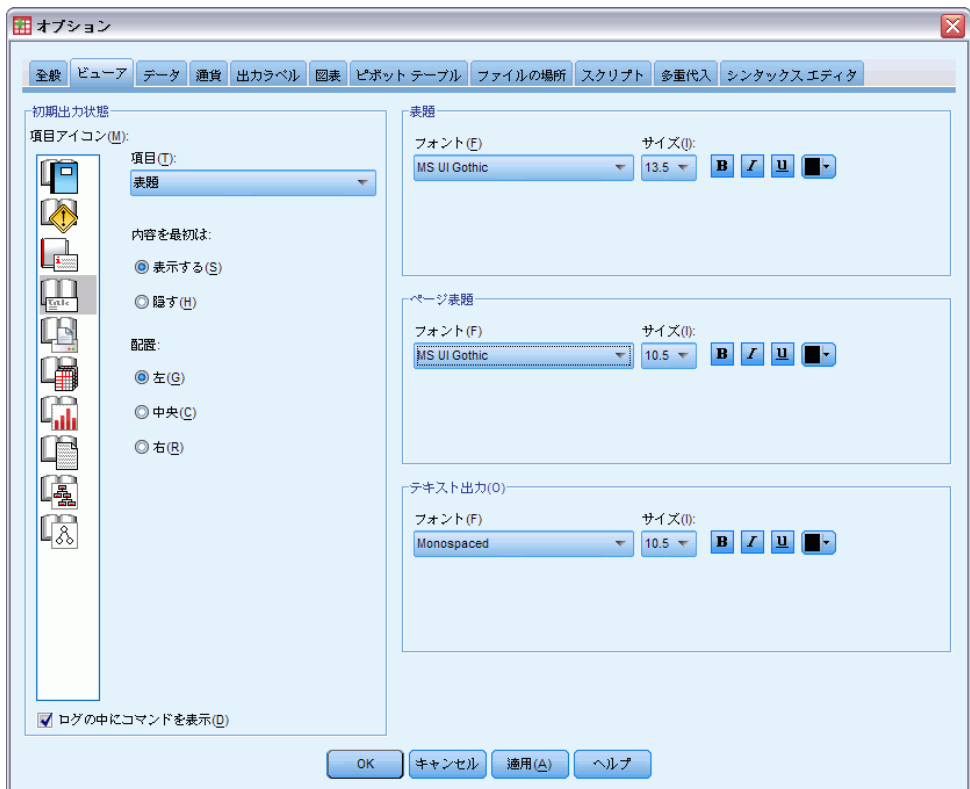 オプション
全般 ビューア データ 通貨 出力ラベル 図表 ピボット テーブル ファイルの場所 スクリプト 多重代入 シンタックス エディタ
初期出力状態
項目アイコン(M):
項目(T):
表題
内容を最初は:
表示する(S)
隠す(H)
配置:
左(G)
中央(C)
右(R)
ログの中にコマンドを表示(D)
表題
フォント(F) サイズ(I):
MS UI Gothic 13.5 B I U
ページ表題
フォント(F) サイズ(I):
MS UI Gothic 10.5 B I U
テキスト出力(O)
フォント(F) サイズ(I):
Monospaced 10.5 B I U
OK キャンセル 適用(A) ヘルプ